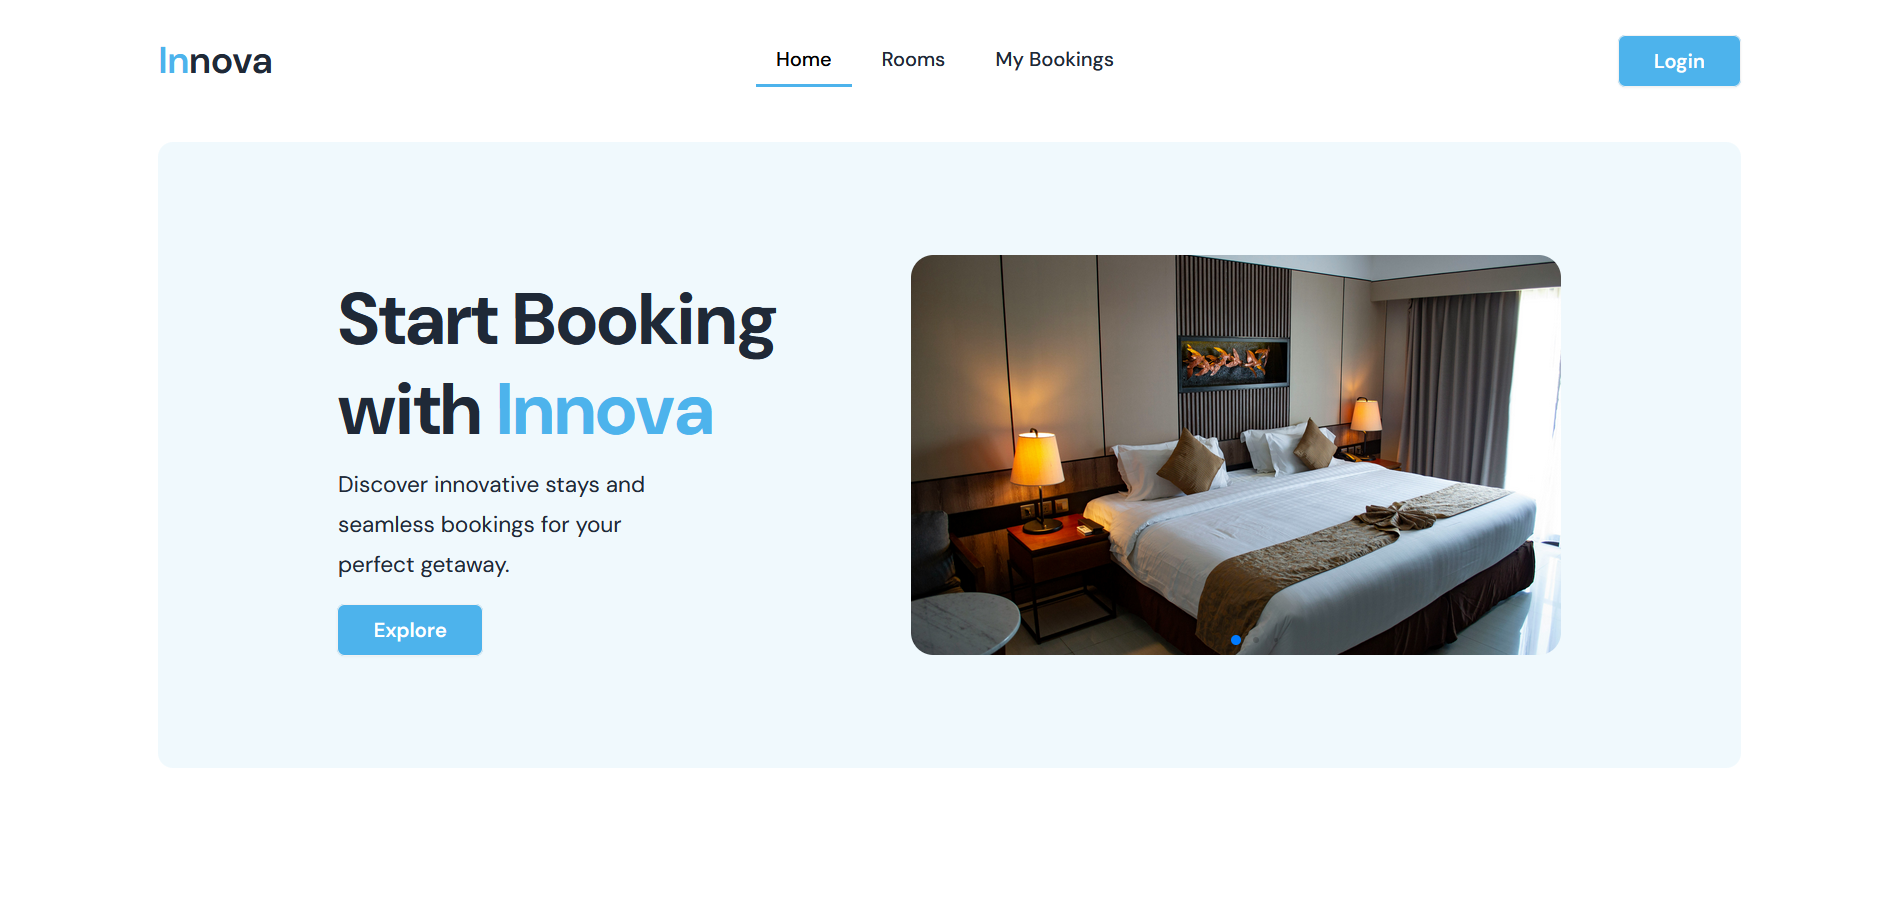 Innova
Home
Rooms
My Bookings
Login
Start Booking
with Innova
Discover innovative stays and
seamless bookings for your
perfect getaway.
Explore